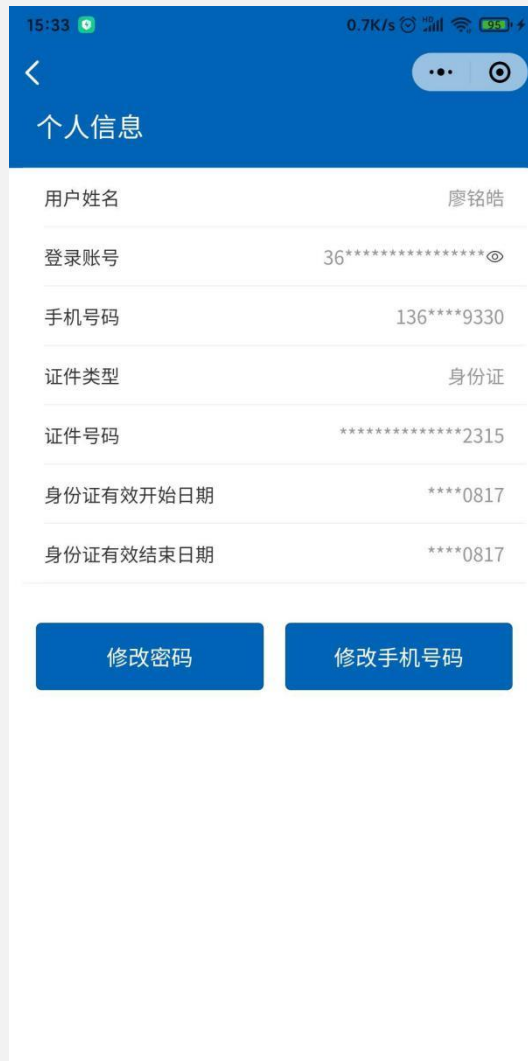 15:33 0.7K/s HD 95
个人信息
用户姓名 廖铭皓
登录账号 36****************
手机号码 136****9330
证件类型 身份证
证件号码 **************2315
身份证有效开始日期 ****0817
身份证有效结束日期 ****0817
修改密码 修改手机号码